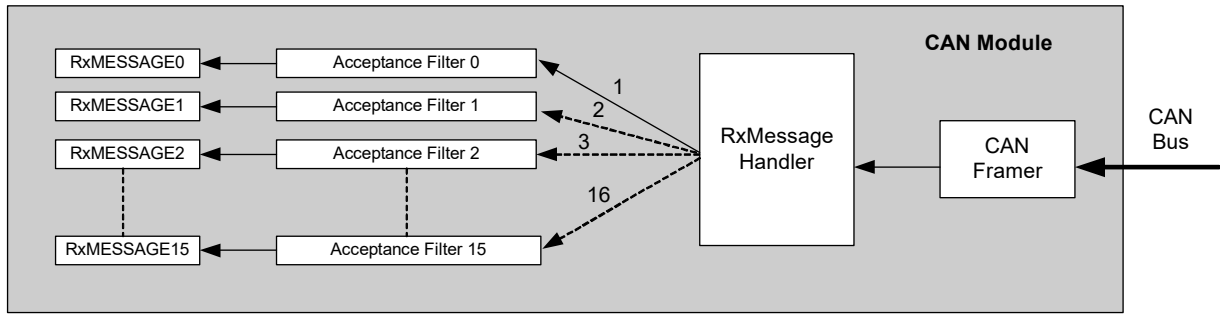 CAN Module
RxMESSAGE0
Acceptance Filter 0
1
RxMESSAGE1
Acceptance Filter 1
2
RxMESSAGE2
Acceptance Filter 2
3
RxMessage
Handler
CAN
Framer
CAN
Bus
16
RxMESSAGE15
Acceptance Filter 15